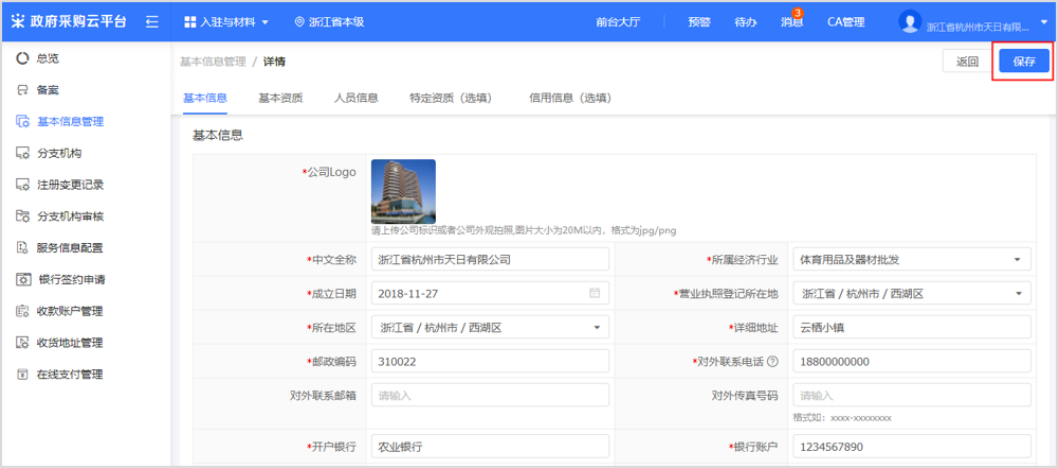 政府采购云平台 入驻与材料 浙江省本级 前台大厅 预警 待办 消息 3 CA管理 浙江省杭州市天日有限...
总览
备案
基本信息管理
分支机构
注册变更记录
分支机构审核
服务信息配置
银行签约申请
收款账户管理
收货地址管理
在线支付管理
基本信息管理 / 详情 返回 保存
基本信息 基本资质 人员信息 特定资质（选填） 信用信息（选填）
基本信息
*公司Logo
请上传公司标识或者公司外观拍照,图片大小为20M以内，格式为jpg/png
*中文全称 浙江省杭州市天日有限公司 *所属经济行业 体育用品及器材批发
*成立日期 2018-11-27 *营业执照登记所在地 浙江省 / 杭州市 / 西湖区
*所在地区 浙江省 / 杭州市 / 西湖区 *详细地址 云栖小镇
*邮政编码 310022 *对外联系电话 ? 18800000000
对外联系邮箱 请输入 对外传真号码 请输入
格式如：xxxx-xxxxxxxx
*开户银行 农业银行 *银行账户 1234567890